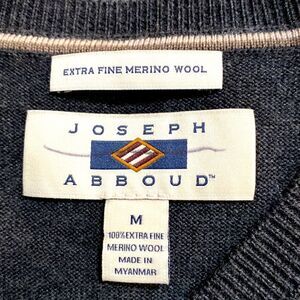 EXTRA FINE MERINO WOOL
JOSEPH
ABBOUD™
M
100% EXTRA FINE
MERINO WOOL
MADE IN
MYANMAR